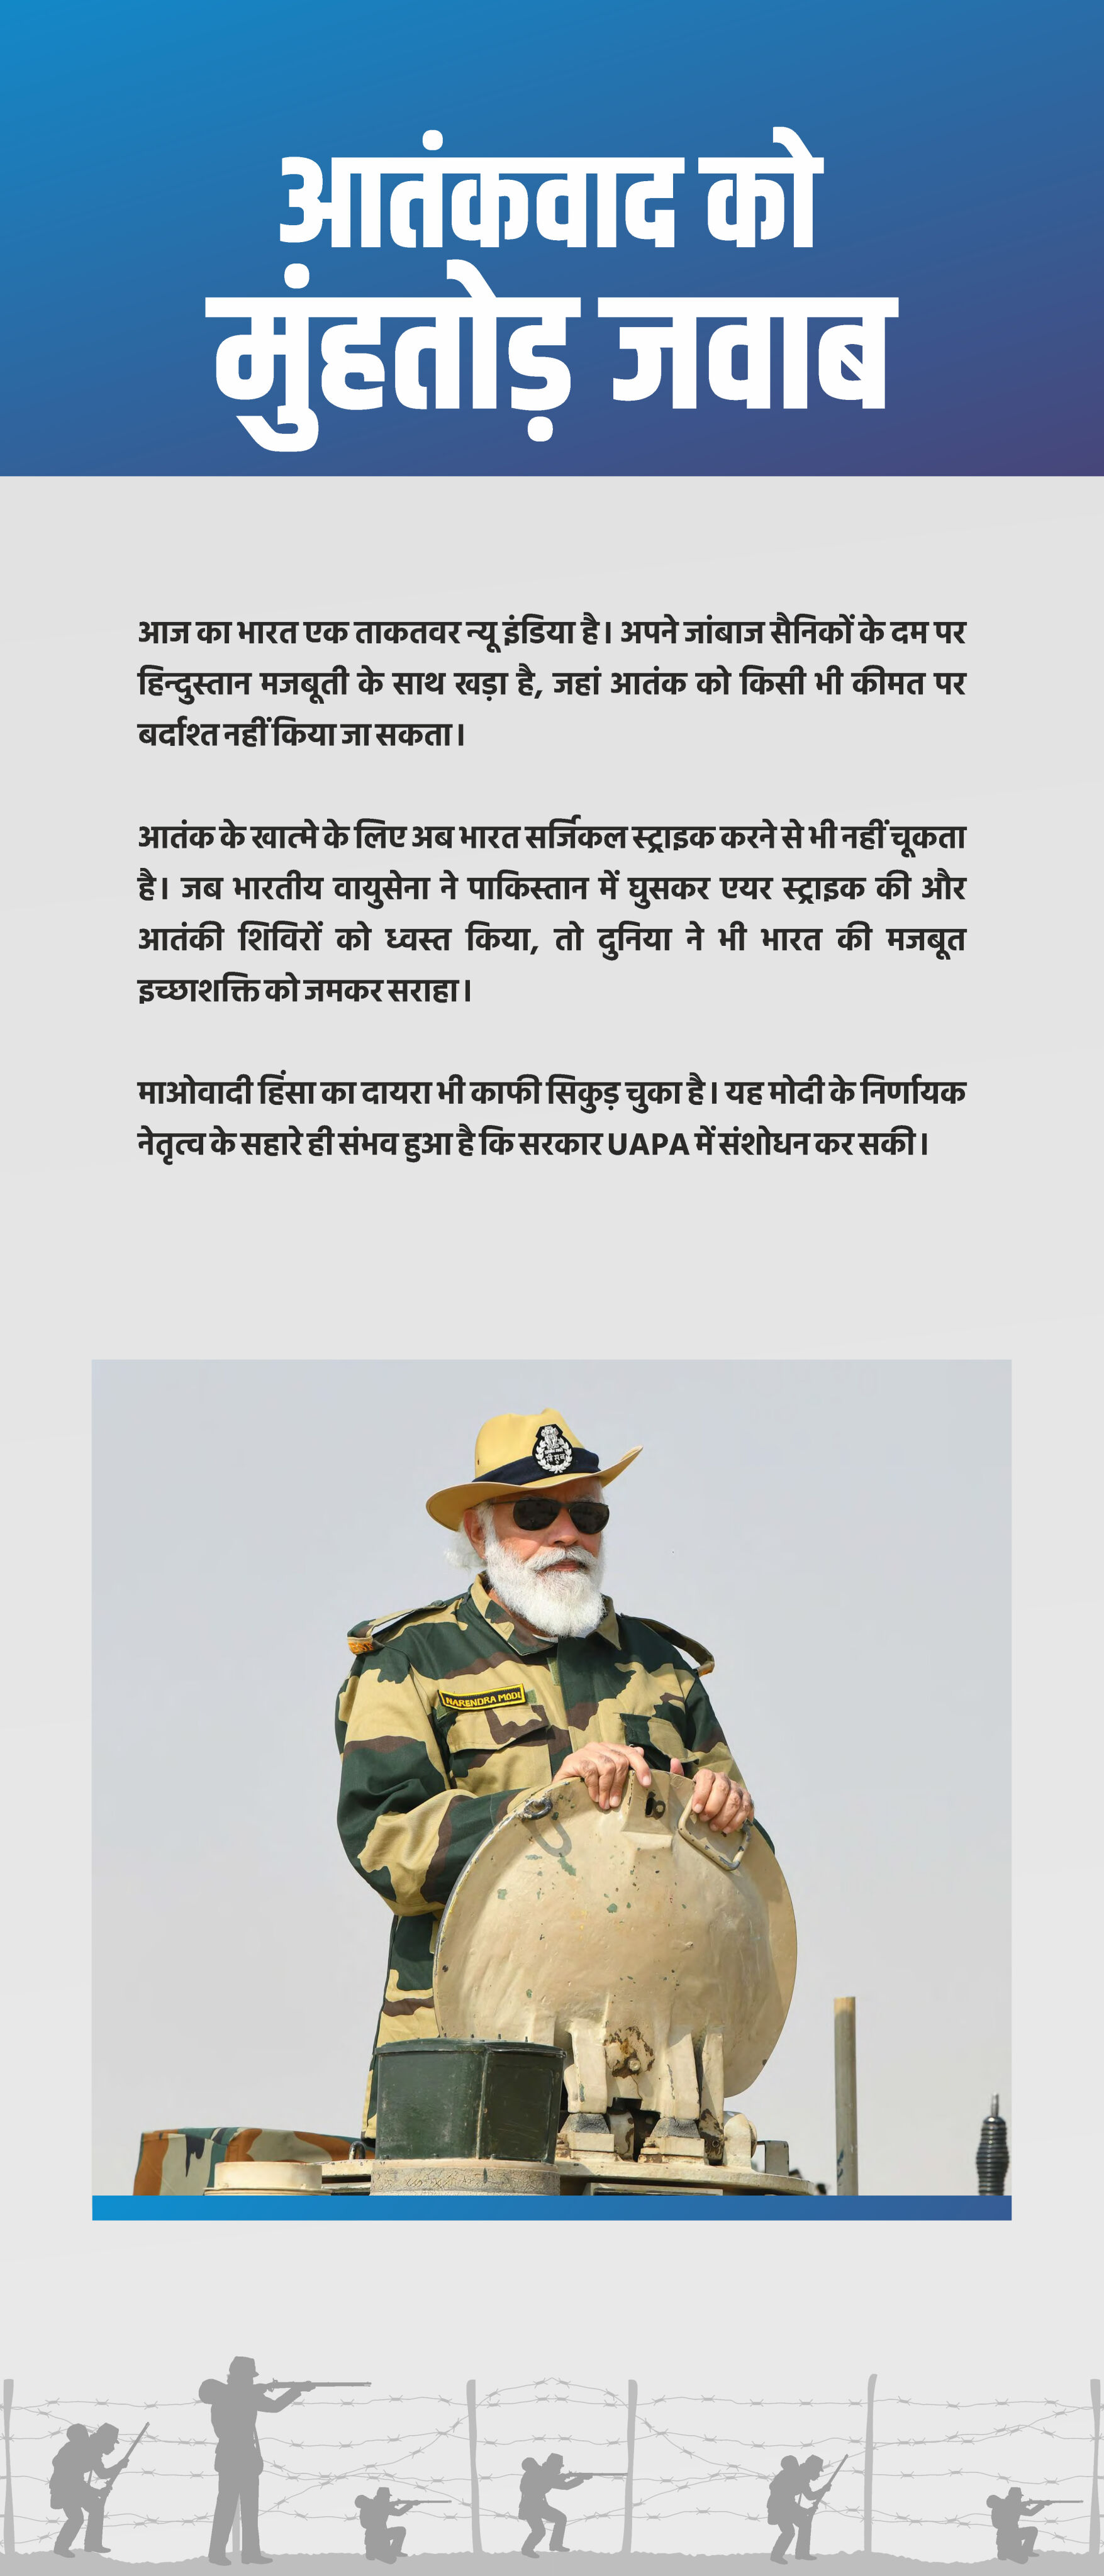 आतंकवाद को
मुंहतोड़ जवाब
आज का भारत एक ताकतवर न्यू इंडिया है। अपने जांबाज सैनिकों के दम पर
हिन्दुस्तान मजबूती के साथ खड़ा है, जहां आतंक को किसी भी कीमत पर
बर्दाश्त नहीं किया जा सकता।
आतंक के खात्मे के लिए अब भारत सर्जिकल स्ट्राइक करने से भी नहीं चूकता
है। जब भारतीय वायुसेना ने पाकिस्तान में घुसकर एयर स्ट्राइक की और
आतंकी शिविरों को ध्वस्त किया, तो दुनिया ने भी भारत की मजबूत
इच्छाशक्ति को जमकर सराहा।
माओवादी हिंसा का दायरा भी काफी सिकुड़ चुका है। यह मोदी के निर्णायक
नेतृत्व के सहारे ही संभव हुआ है कि सरकार UAPA में संशोधन कर सकी।
NARENDRA MODI